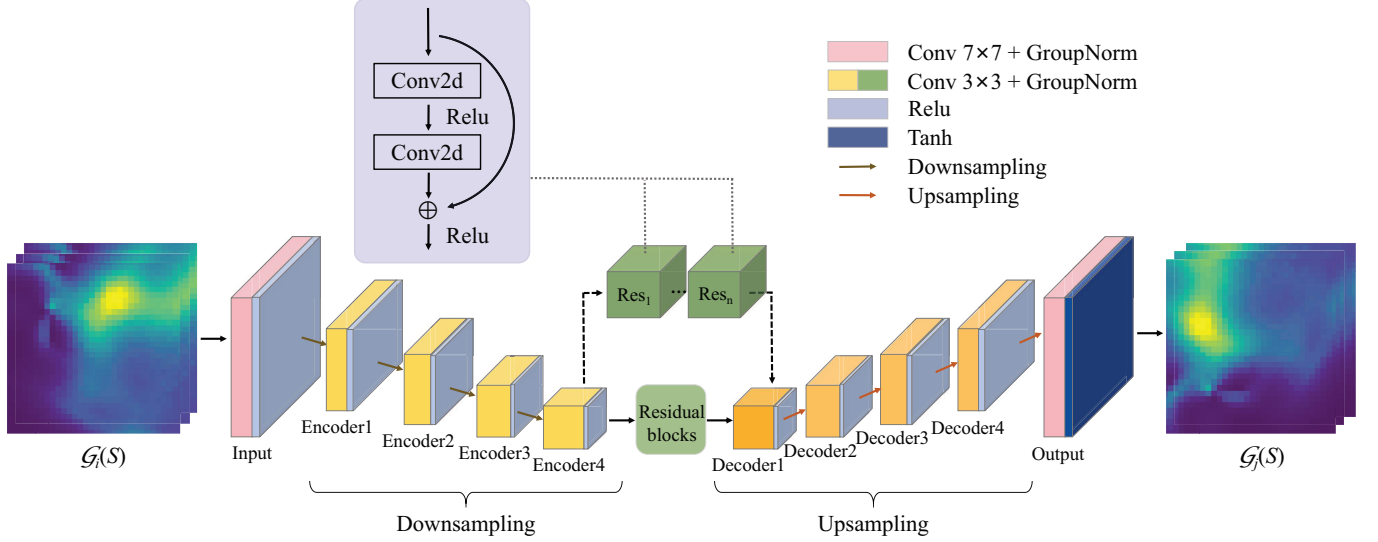 Conv2d
Relu
Conv2d
⊕
Relu
Conv 7×7 + GroupNorm
Conv 3×3 + GroupNorm
Relu
Tanh
Downsampling
Upsampling
Res₁
...
Resₙ
Residual
blocks
𝒢ᵢ(S)
Input
Encoder1
Encoder2
Encoder3
Encoder4
Decoder1
Decoder2
Decoder3
Decoder4
Output
𝒢ⱼ(S)
Downsampling
Upsampling